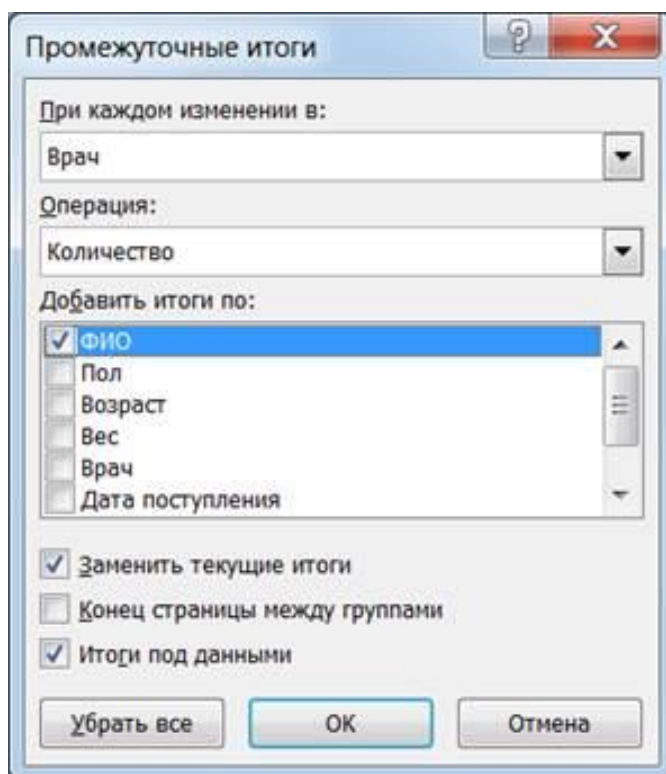 Промежуточные итоги
При каждом изменении в:
Врач
Операция:
Количество
Добавить итоги по:
ФИО
Пол
Возраст
Вес
Врач
Дата поступления
Заменить текущие итоги
Конец страницы между группами
Итоги под данными
Убрать все ОК Отмена